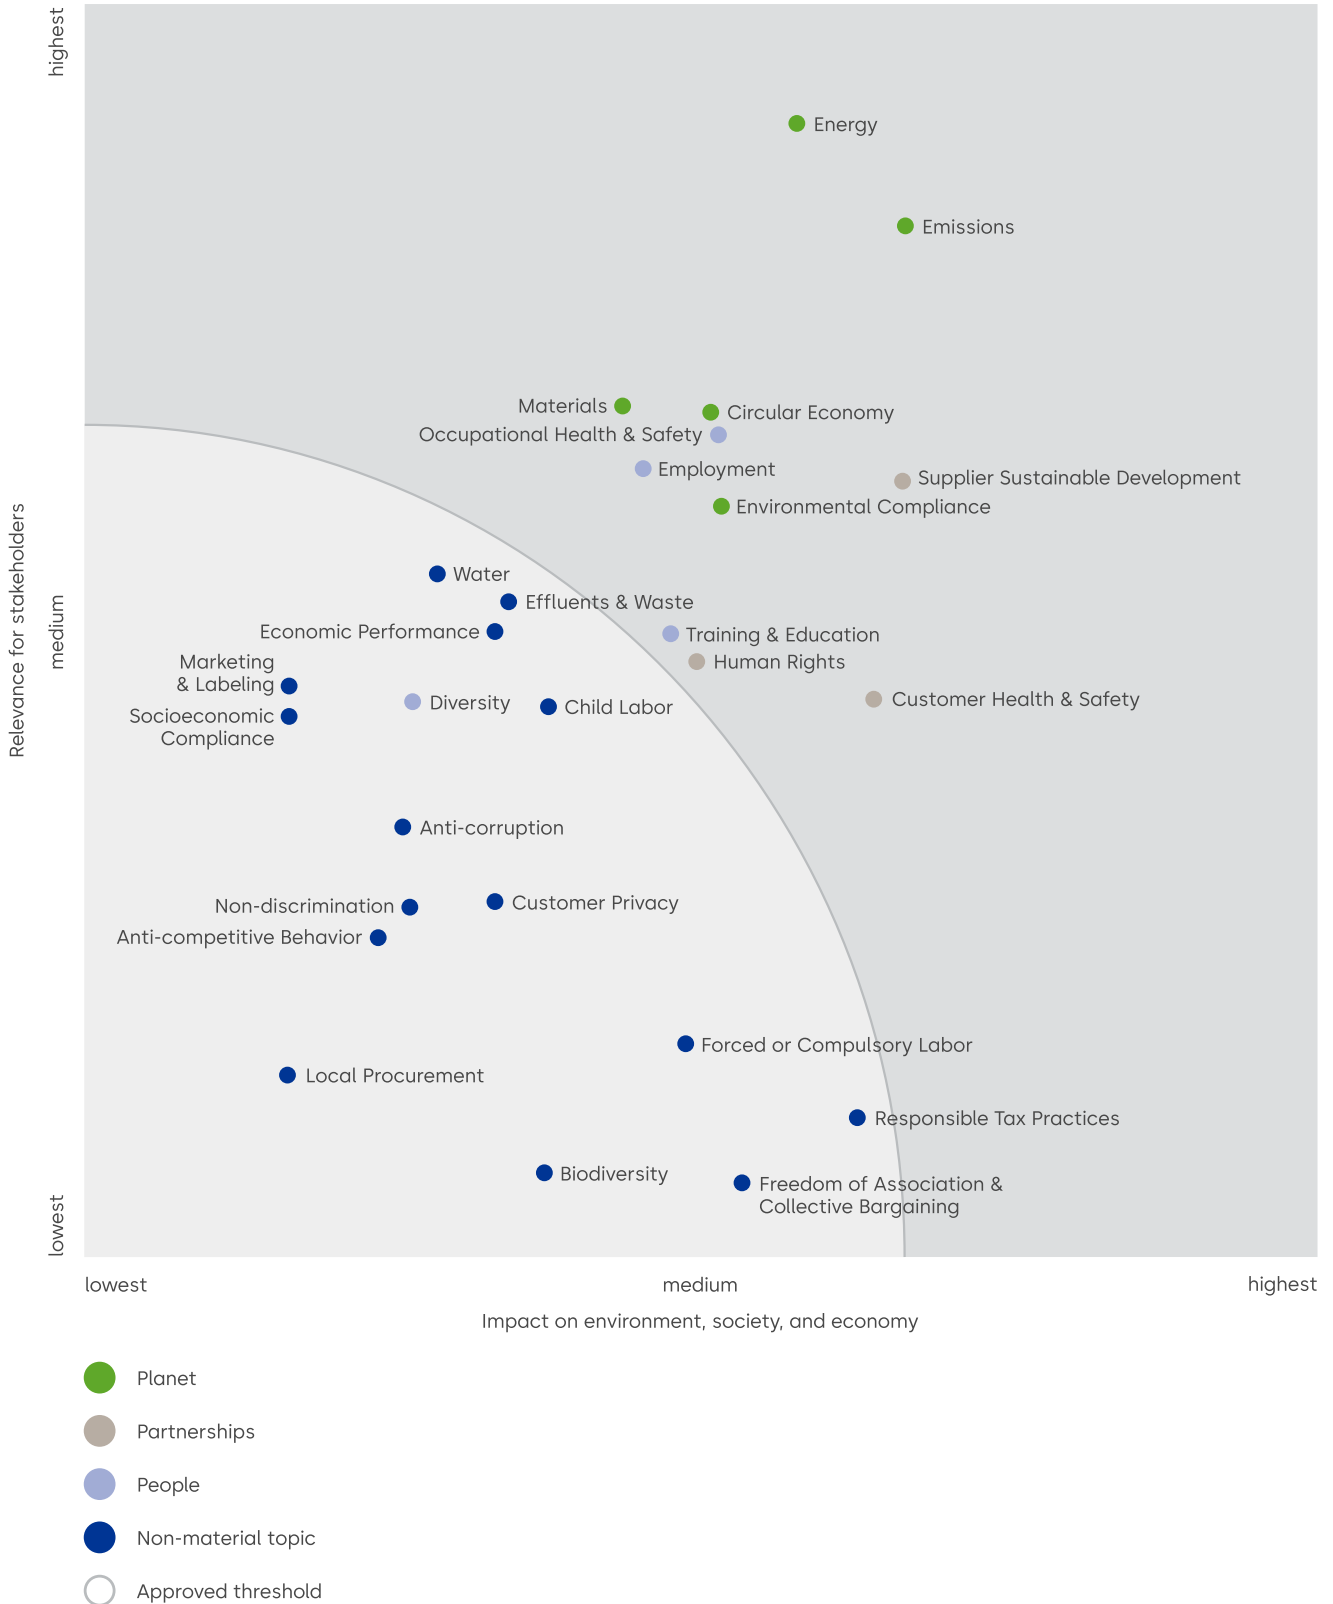 highest
Energy
Emissions
Materials
Circular Economy
Occupational Health & Safety
Employment
Supplier Sustainable Development
Environmental Compliance
Relevance for stakeholders
medium
Water
Effluents & Waste
Economic Performance
Training & Education
Marketing
& Labeling
Human Rights
Diversity
Child Labor
Customer Health & Safety
Socioeconomic
Compliance
Anti-corruption
Non-discrimination
Customer Privacy
Anti-competitive Behavior
Forced or Compulsory Labor
Local Procurement
Responsible Tax Practices
Biodiversity
Freedom of Association &
Collective Bargaining
lowest
lowest
medium
highest
Impact on environment, society, and economy
Planet
Partnerships
People
Non-material topic
Approved threshold